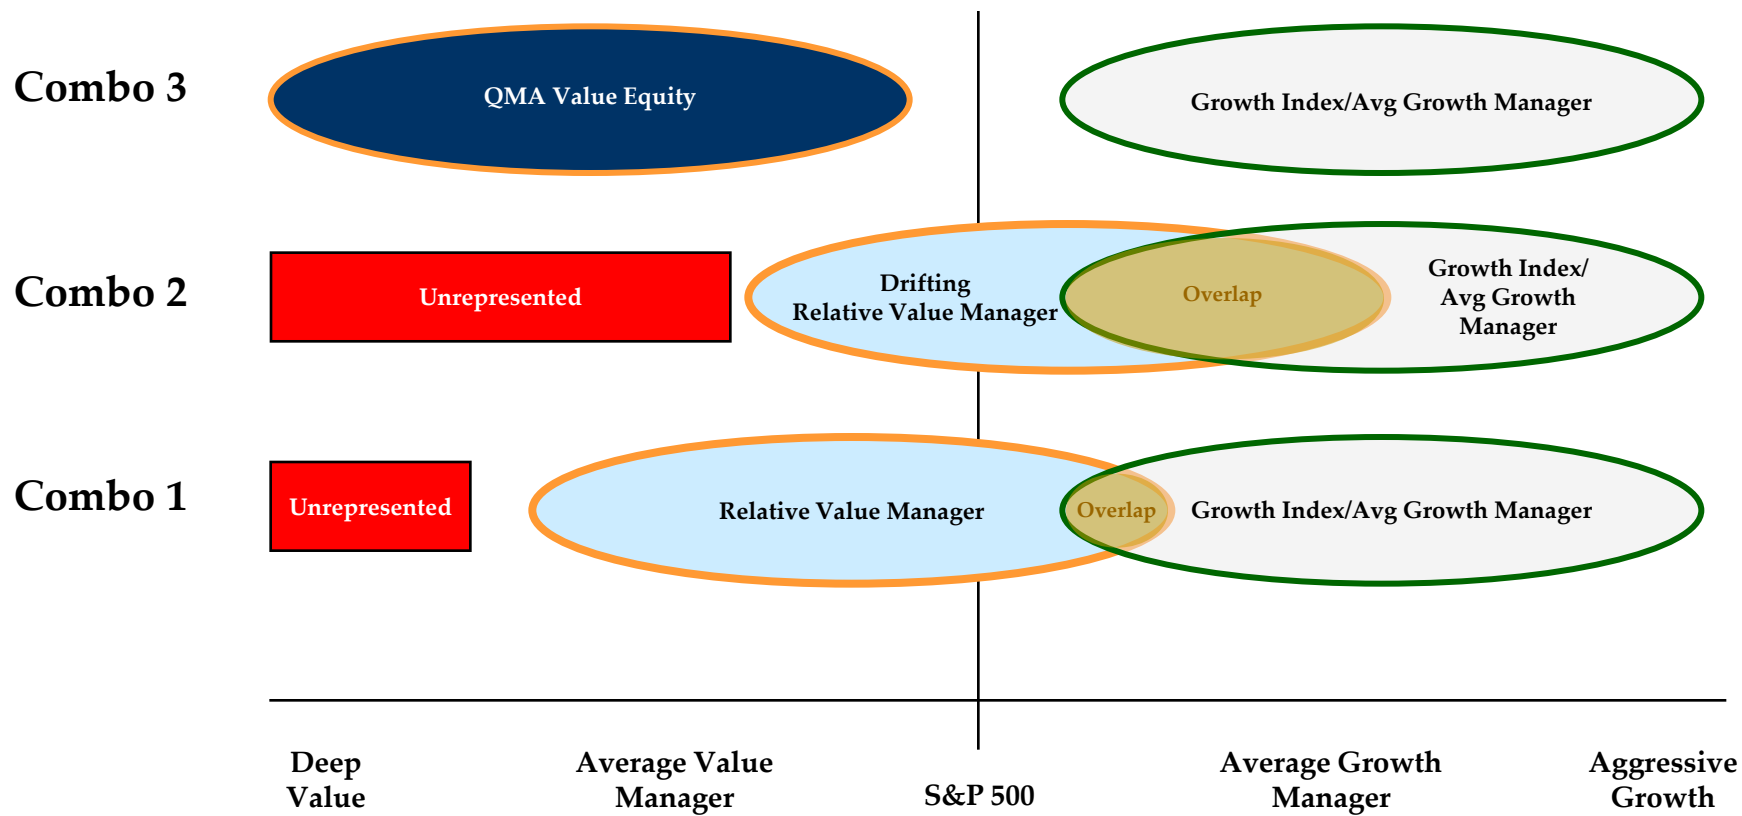 Combo 3
QMA Value Equity
Growth Index/Avg Growth Manager
Combo 2
Unrepresented
Drifting
Relative Value Manager
Overlap
Growth Index/
Avg Growth
Manager
Combo 1
Unrepresented
Relative Value Manager
Overlap
Growth Index/Avg Growth Manager
Deep
Value
Average Value
Manager
S&P 500
Average Growth
Manager
Aggressive
Growth